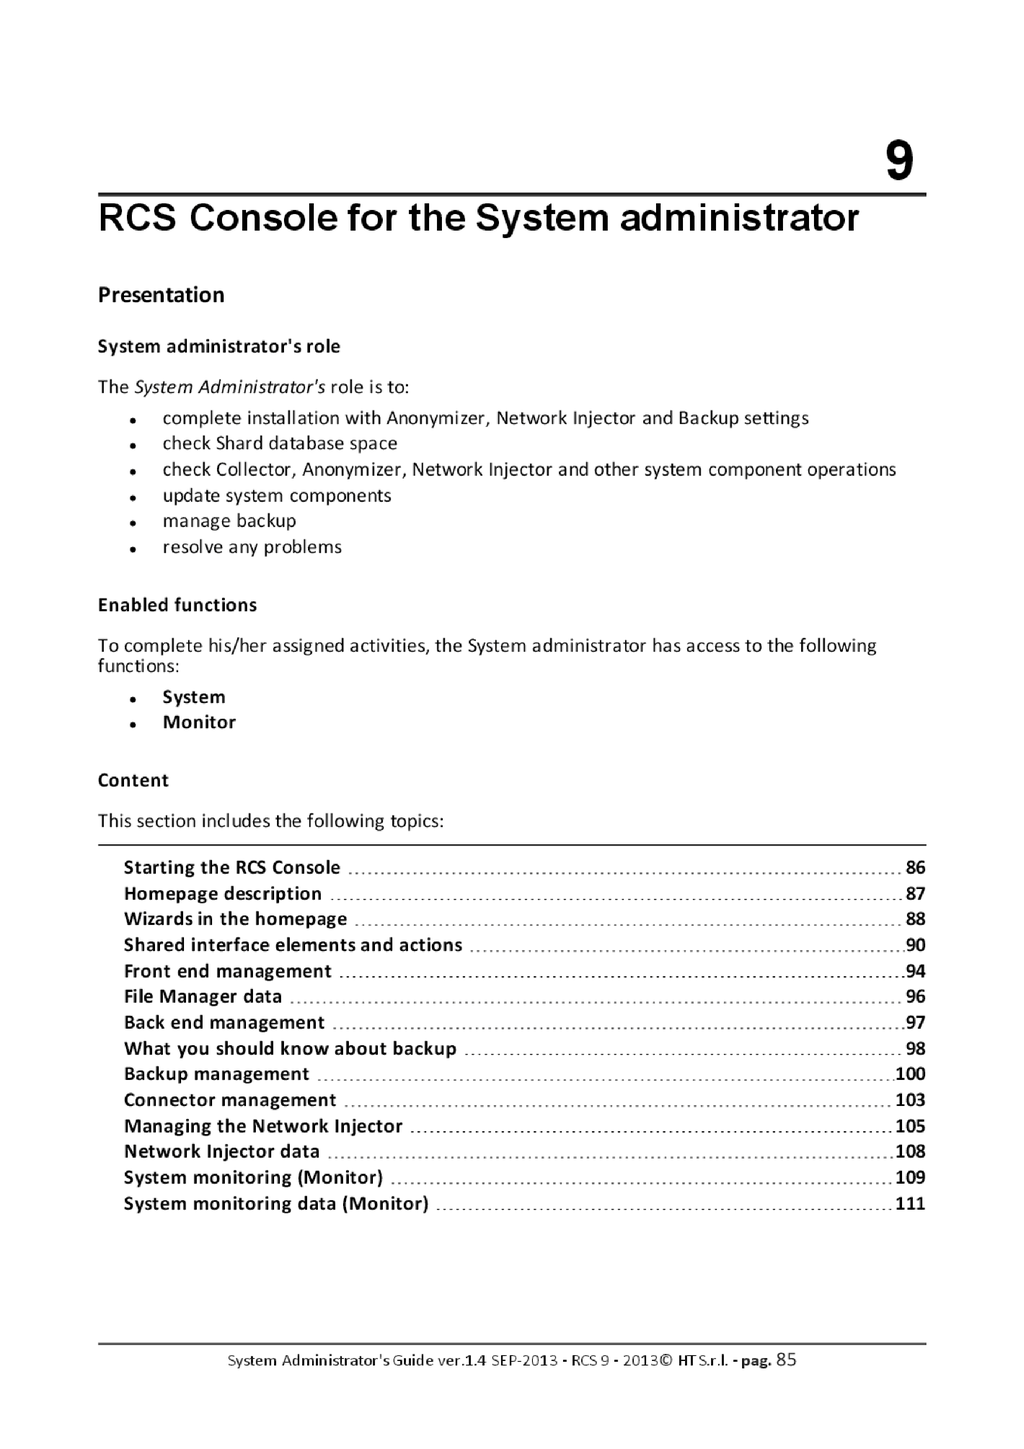 9
RCS Console for the System administrator
Presentation
System administrator's role
The System Administrator's role is to:
• complete installation with Anonymizer, Network Injector and Backup settings
• check Shard database space
• check Collector, Anonymizer, Network Injector and other system component operations
• update system components
• manage backup
• resolve any problems
Enabled functions
To complete his/her assigned activities, the System administrator has access to the following
functions:
• System
• Monitor
Content
This section includes the following topics:
Starting the RCS Console 86
Homepage description 87
Wizards in the homepage 88
Shared interface elements and actions 90
Front end management 94
File Manager data 96
Back end management 97
What you should know about backup 98
Backup management 100
Connector management 103
Managing the Network Injector 105
Network Injector data 108
System monitoring (Monitor) 109
System monitoring data (Monitor) 111
System Administrator's Guide ver.1.4 SEP-2013 - RCS 9 - 2013© HT S.r.l. - pag. 85